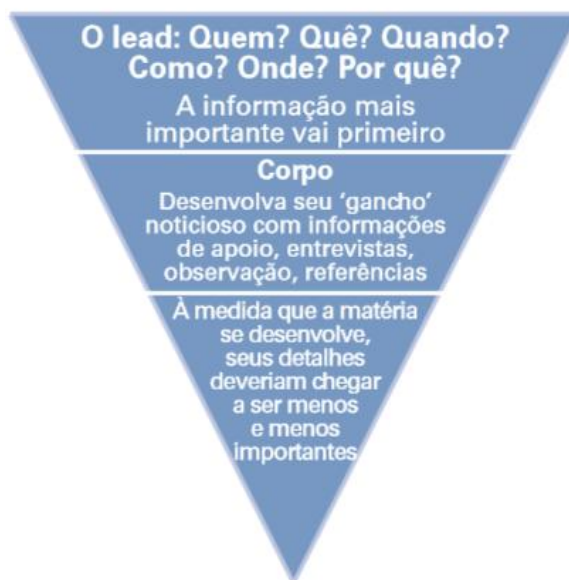 O lead: Quem? Quê? Quando?
Como? Onde? Por quê?
A informação mais
importante vai primeiro
Corpo
Desenvolva seu ‘gancho’
noticioso com informações
de apoio, entrevistas,
observação, referências
À medida que a matéria
se desenvolve,
seus detalhes
deveriam chegar
a ser menos
e menos
importantes